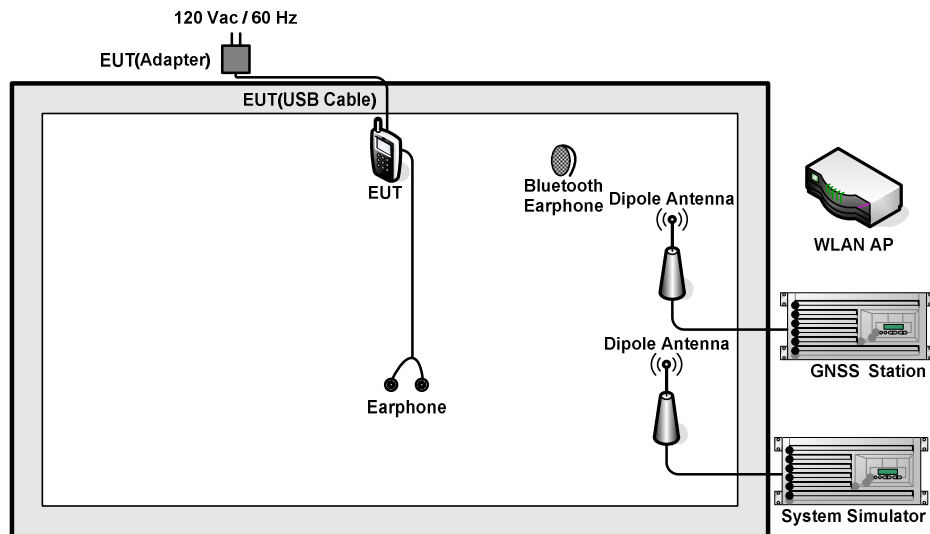 120 Vac / 60 Hz
EUT(Adapter)
EUT(USB Cable)
EUT
Bluetooth
Earphone
Dipole Antenna
WLAN AP
GNSS Station
Dipole Antenna
Earphone
System Simulator